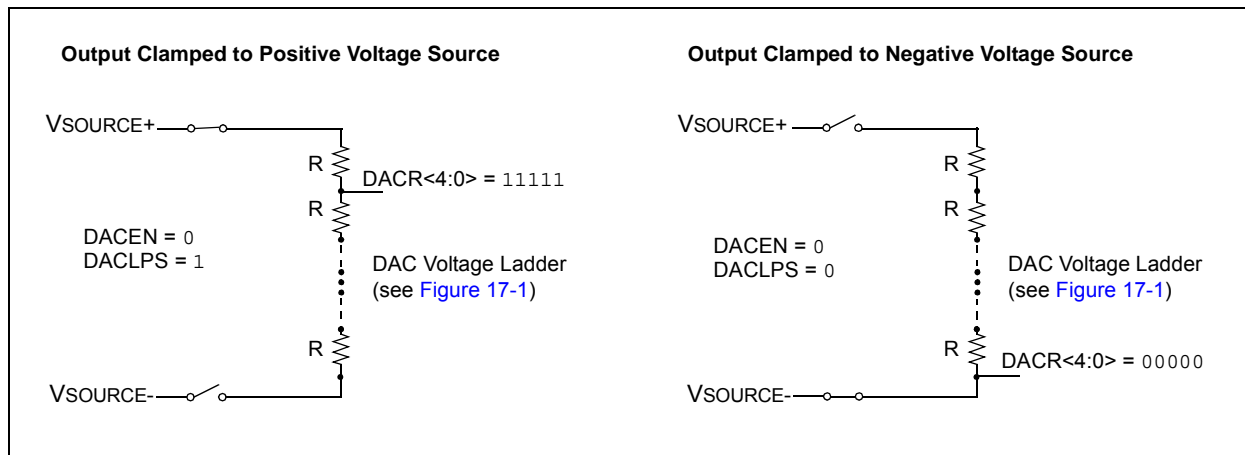 Output Clamped to Positive Voltage Source
VSOURCE+
R
DACR<4:0> = 11111
R
DACEN = 0
DACLPS = 1
DAC Voltage Ladder
(see Figure 17-1)
R
VSOURCE-
Output Clamped to Negative Voltage Source
VSOURCE+
R
R
DACEN = 0
DACLPS = 0
DAC Voltage Ladder
(see Figure 17-1)
R
DACR<4:0> = 00000
VSOURCE-